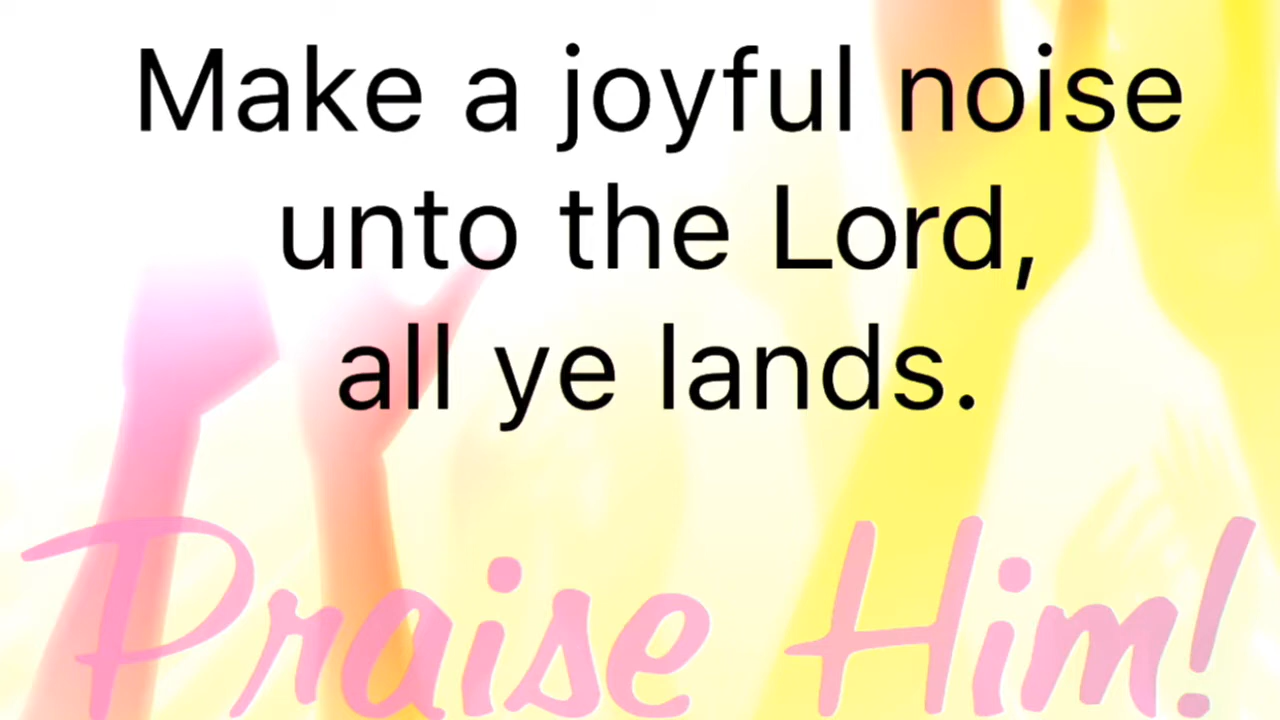 Make a joyful noise
unto the Lord,
all ye lands.
Praise Him!